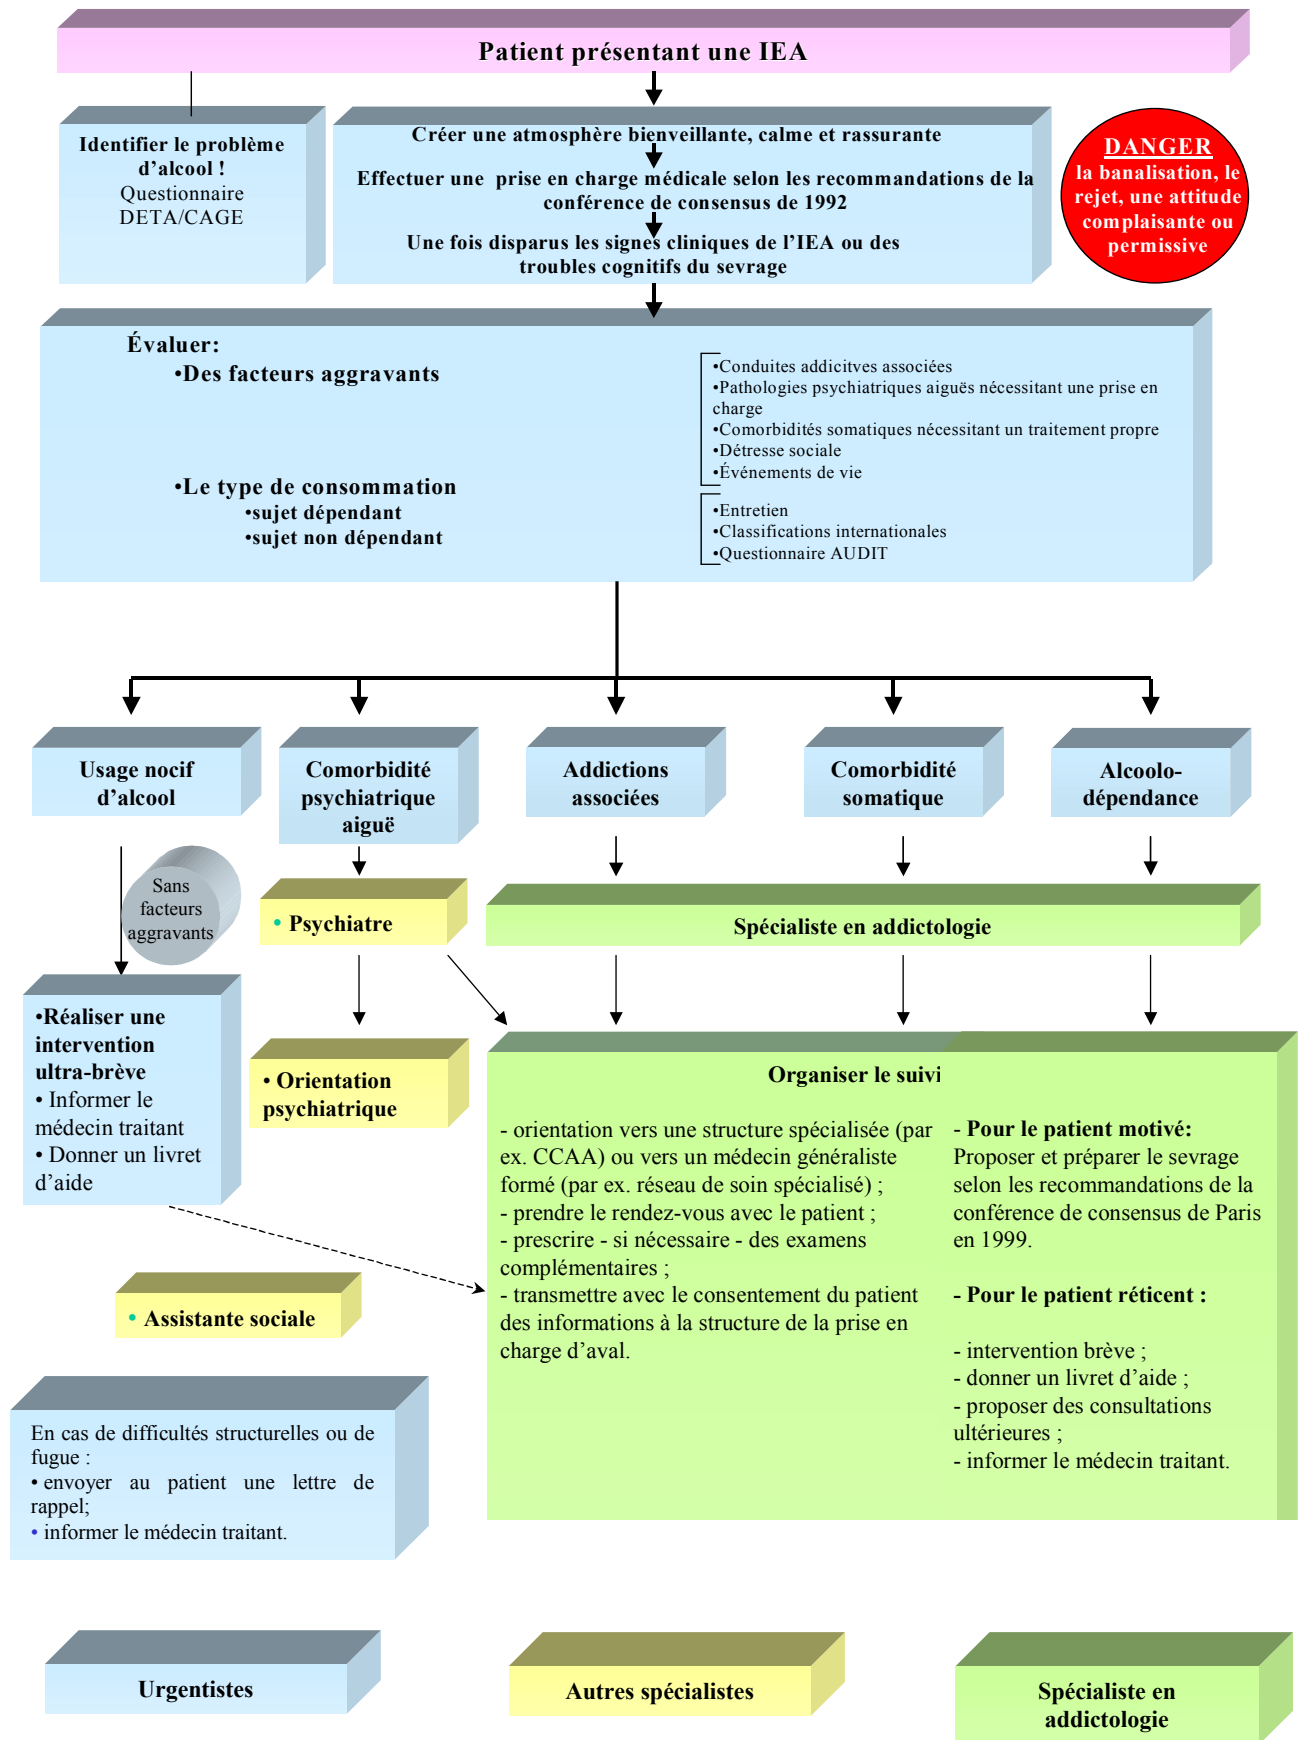 Patient présentant une IEA
Identifier le problème
d'alcool !
Questionnaire
DETA/CAGE
Créer une atmosphère bienveillante, calme et rassurante
Effectuer une prise en charge médicale selon les recommandations de la
conférence de consensus de 1992
Une fois disparus les signes cliniques de l'IEA ou des
troubles cognitifs du sevrage
DANGER
la banalisation, le
rejet, une attitude
complaisante ou
permissive
Évaluer:
•Des facteurs aggravants
•Conduites addicitves associées
•Pathologies psychiatriques aiguës nécessitant une prise en
charge
•Comorbidités somatiques nécessitant un traitement propre
•Détresse sociale
•Événements de vie
•Le type de consommation
•sujet dépendant
•sujet non dépendant
•Entretien
•Classifications internationales
•Questionnaire AUDIT
Usage nocif
d'alcool
Comorbidité
psychiatrique
aiguë
Addictions
associées
Comorbidité
somatique
Alcoolo-
dépendance
Sans
facteurs
aggravants
• Psychiatre
Spécialiste en addictologie
•Réaliser une
intervention
ultra-brève
• Informer le
médecin traitant
• Donner un livret
d'aide
• Orientation
psychiatrique
Organiser le suivi
- orientation vers une structure spécialisée (par
ex. CCAA) ou vers un médecin généraliste
formé (par ex. réseau de soin spécialisé) ;
- prendre le rendez-vous avec le patient ;
- prescrire - si nécessaire - des examens
complémentaires ;
- transmettre avec le consentement du patient
des informations à la structure de la prise en
charge d'aval.
- Pour le patient motivé:
Proposer et préparer le sevrage
selon les recommandations de la
conférence de consensus de Paris
en 1999.
- Pour le patient réticent :
- intervention brève ;
- donner un livret d'aide ;
- proposer des consultations
ultérieures ;
- informer le médecin traitant.
• Assistante sociale
En cas de difficultés structurelles ou de
fugue :
• envoyer au patient une lettre de
rappel;
• informer le médecin traitant.
Urgentistes
Autres spécialistes
Spécialiste en
addictologie